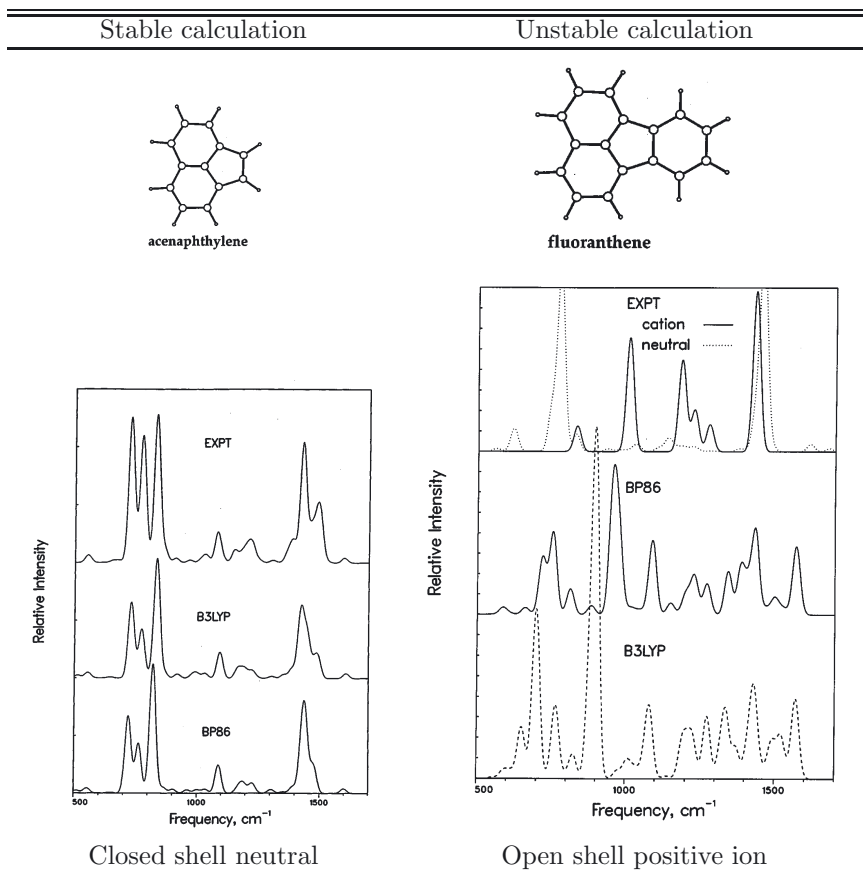 Stable calculation
Unstable calculation
acenaphthylene
fluoranthene
EXPT
cation
neutral
BP86
B3LYP
Relative Intensity
500
1000
1500
Frequency, cm⁻¹
EXPT
B3LYP
BP86
Relative Intensity
500
1000
1500
Frequency, cm⁻¹
Closed shell neutral
Open shell positive ion